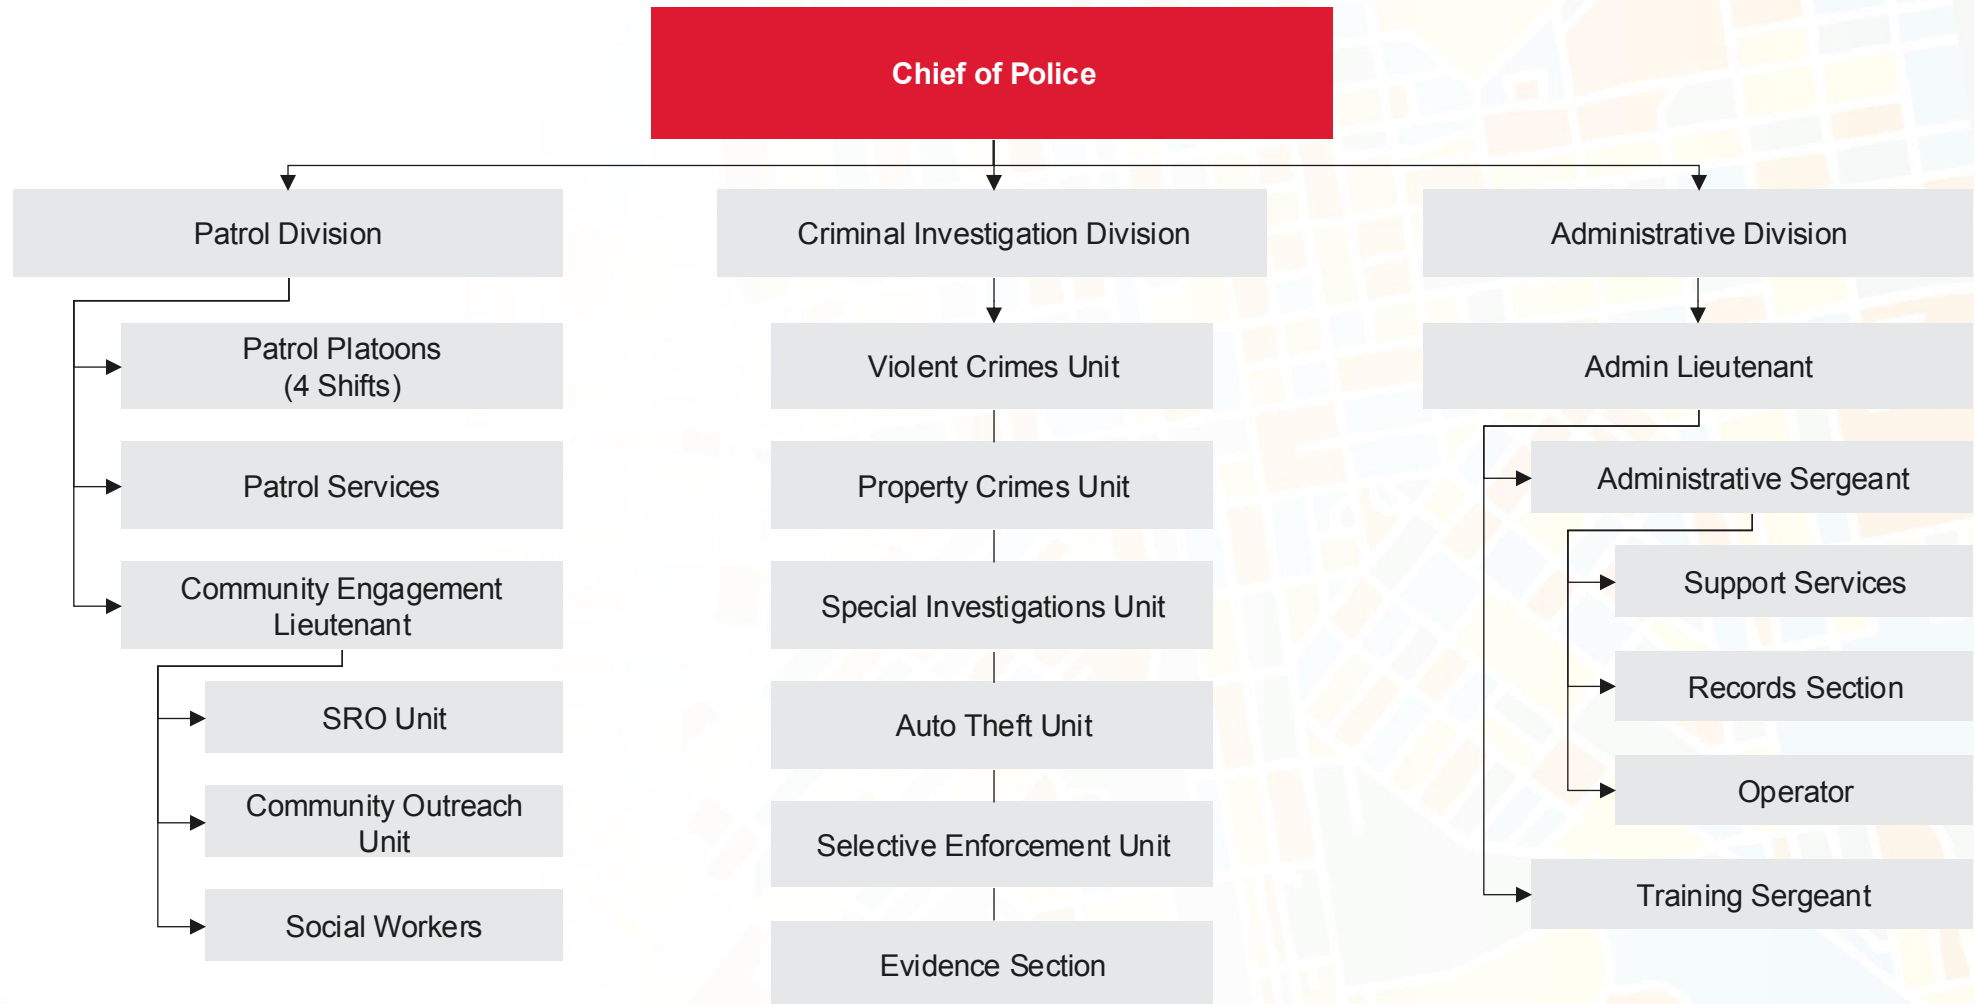 Chief of Police
Patrol Division
Patrol Platoons
(4 Shifts)
Patrol Services
Community Engagement
Lieutenant
SRO Unit
Community Outreach
Unit
Social Workers
Criminal Investigation Division
Violent Crimes Unit
Property Crimes Unit
Special Investigations Unit
Auto Theft Unit
Selective Enforcement Unit
Evidence Section
Administrative Division
Admin Lieutenant
Administrative Sergeant
Support Services
Records Section
Operator
Training Sergeant